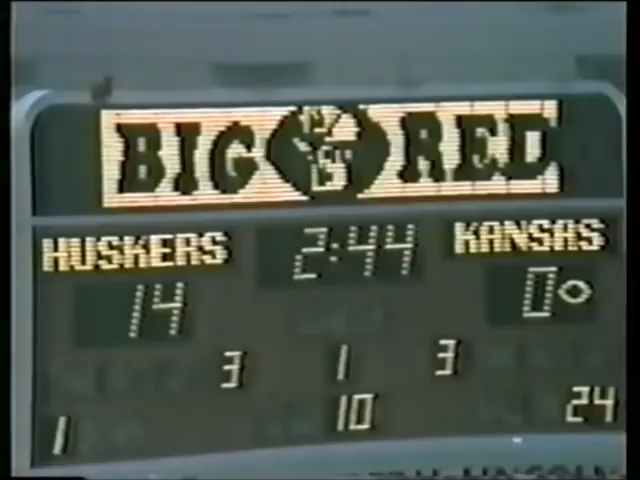 BIG RED
HUSKERS 2:44 KANSAS
14 0
3 1 3
1 10 24